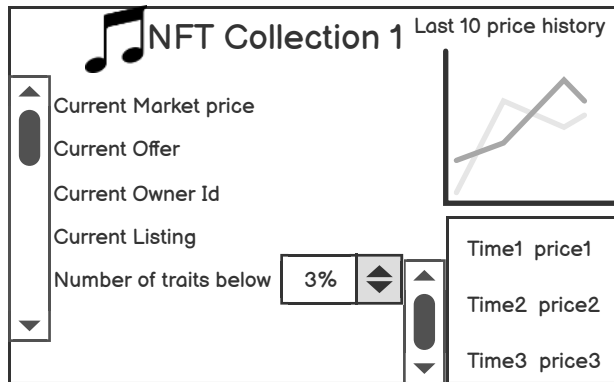 NFT Collection 1
Last 10 price history
Current Market price
Current Offer
Current Owner Id
Current Listing
Number of traits below 3%
Time1 price1
Time2 price2
Time3 price3